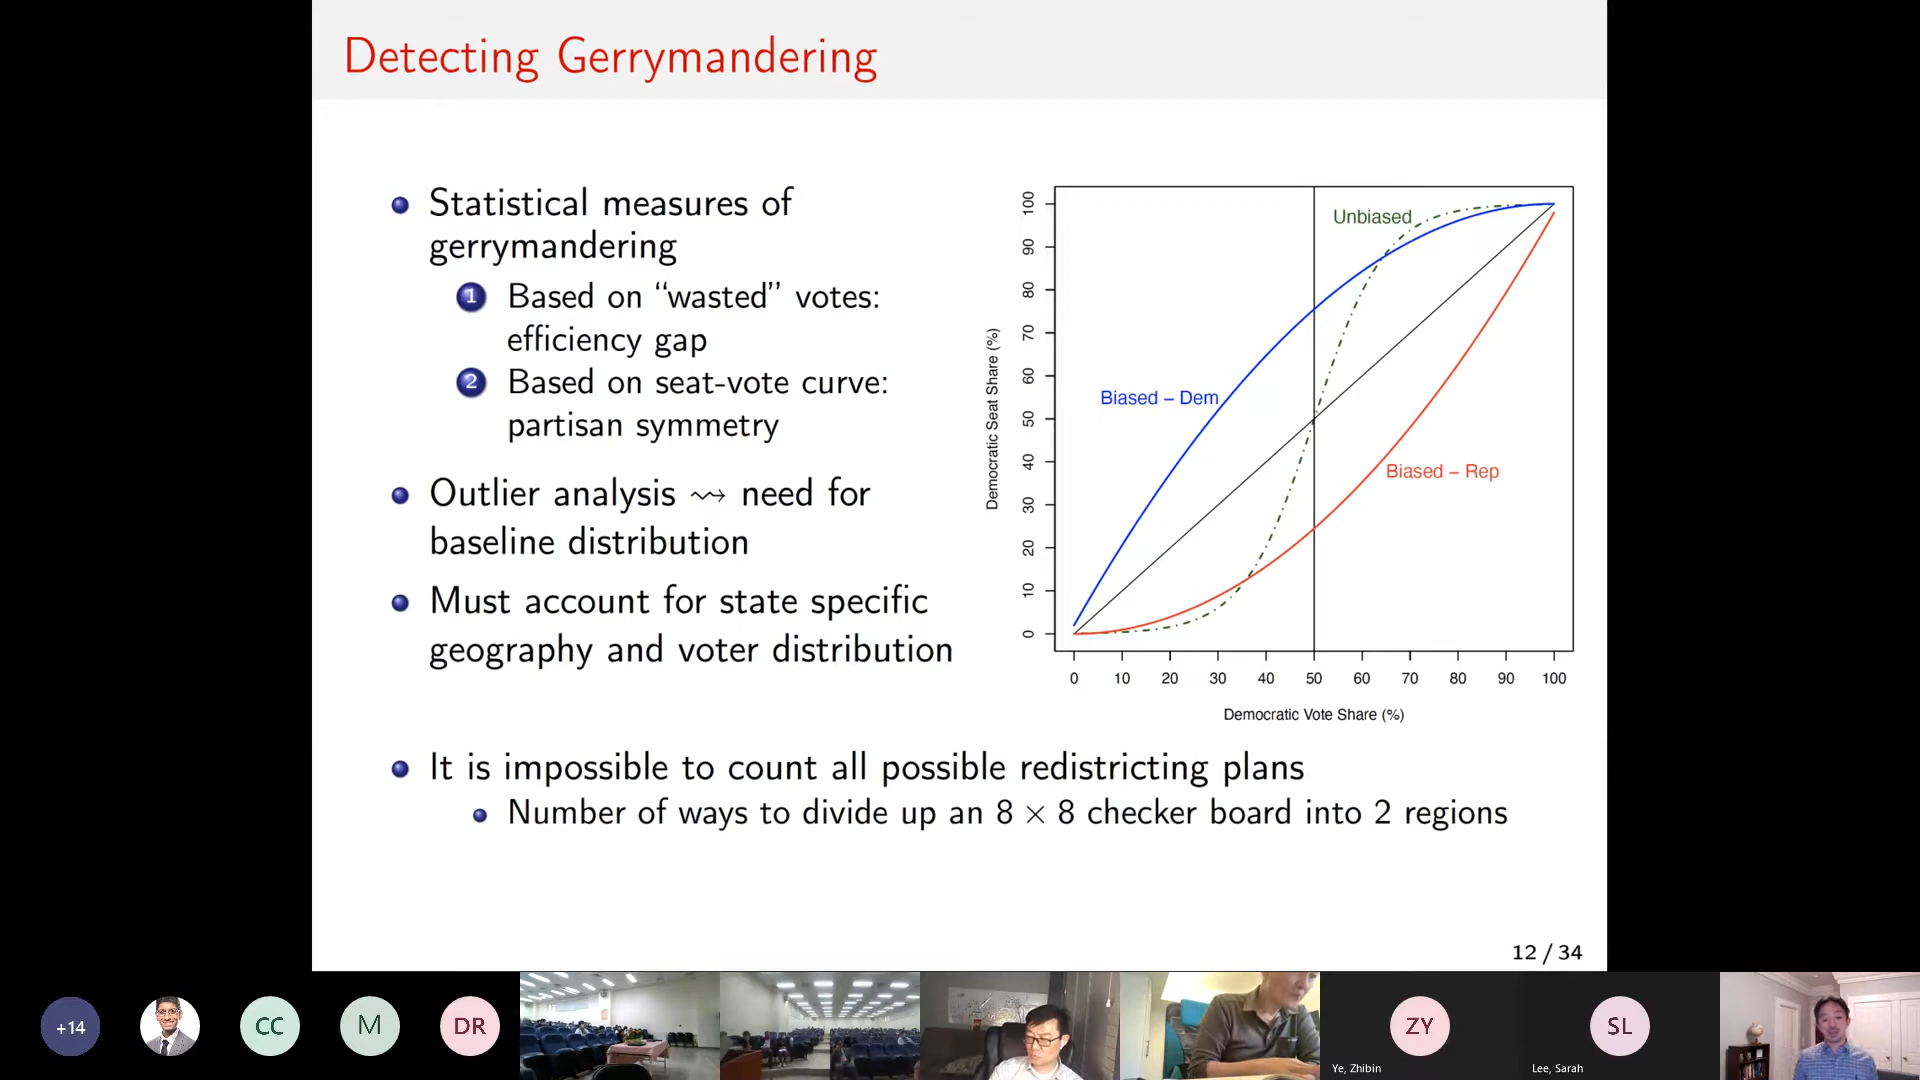 Detecting Gerrymandering
Statistical measures of
gerrymandering
1 Based on “wasted” votes:
efficiency gap
2 Based on seat-vote curve:
partisan symmetry
Outlier analysis ⇝ need for
baseline distribution
Must account for state specific
geography and voter distribution
Democratic Seat Share (%)
100
90
80
70
60
50
40
30
20
10
0
Unbiased
Biased – Dem
Biased – Rep
0 10 20 30 40 50 60 70 80 90 100
Democratic Vote Share (%)
It is impossible to count all possible redistricting plans
Number of ways to divide up an 8 × 8 checker board into 2 regions
12 / 34
+14
CC
M
DR
ZY
Ye, Zhibin
SL
Lee, Sarah